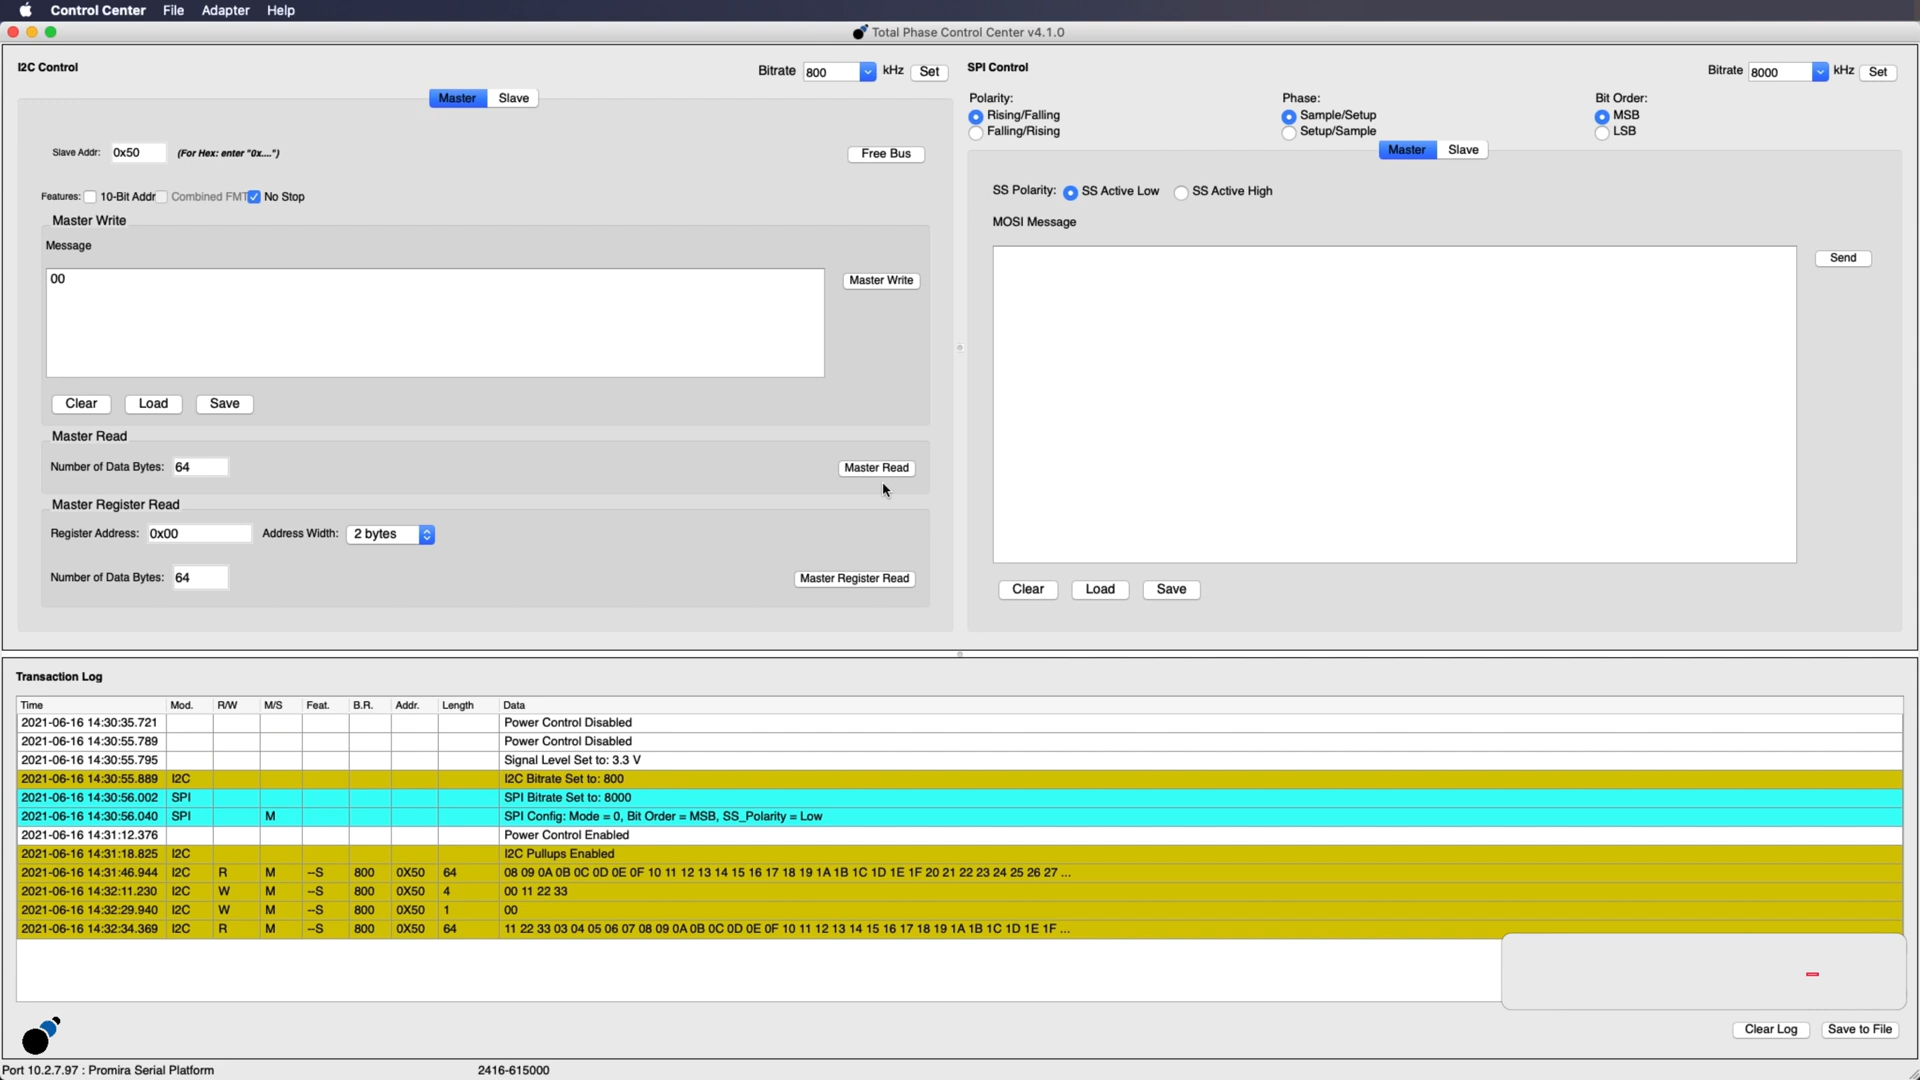 Control Center File Adapter Help
Total Phase Control Center v4.1.0
I2C Control
Bitrate 800 kHz Set
Master Slave
Slave Addr: 0x50 (For Hex: enter "0x....") Free Bus
Features: 10-Bit Addr Combined FMT No Stop
Master Write
Message
00
Master Write
Clear Load Save
Master Read
Number of Data Bytes: 64 Master Read
Master Register Read
Register Address: 0x00 Address Width: 2 bytes
Number of Data Bytes: 64 Master Register Read
SPI Control
Bitrate 8000 kHz Set
Polarity: Phase: Bit Order:
Rising/Falling Sample/Setup MSB
Falling/Rising Setup/Sample LSB
Master Slave
SS Polarity: SS Active Low SS Active High
MOSI Message
Send
Clear Load Save
Transaction Log
Time Mod. R/W M/S Feat. B.R. Addr. Length Data
2021-06-16 14:30:35.721 Power Control Disabled
2021-06-16 14:30:55.789 Power Control Disabled
2021-06-16 14:30:55.795 Signal Level Set to: 3.3 V
2021-06-16 14:30:55.889 I2C I2C Bitrate Set to: 800
2021-06-16 14:30:56.002 SPI SPI Bitrate Set to: 8000
2021-06-16 14:30:56.040 SPI M SPI Config: Mode = 0, Bit Order = MSB, SS_Polarity = Low
2021-06-16 14:31:12.376 Power Control Enabled
2021-06-16 14:31:18.825 I2C I2C Pullups Enabled
2021-06-16 14:31:46.944 I2C R M --S 800 0X50 64 08 09 0A 0B 0C 0D 0E 0F 10 11 12 13 14 15 16 17 18 19 1A 1B 1C 1D 1E 1F 20 21 22 23 24 25 26 27 ...
2021-06-16 14:32:11.230 I2C W M --S 800 0X50 4 00 11 22 33
2021-06-16 14:32:29.940 I2C W M --S 800 0X50 1 00
2021-06-16 14:32:34.369 I2C R M --S 800 0X50 64 11 22 33 03 04 05 06 07 08 09 0A 0B 0C 0D 0E 0F 10 11 12 13 14 15 16 17 18 19 1A 1B 1C 1D 1E 1F ...
Clear Log Save to File
Port 10.2.7.97 : Promira Serial Platform 2416-615000